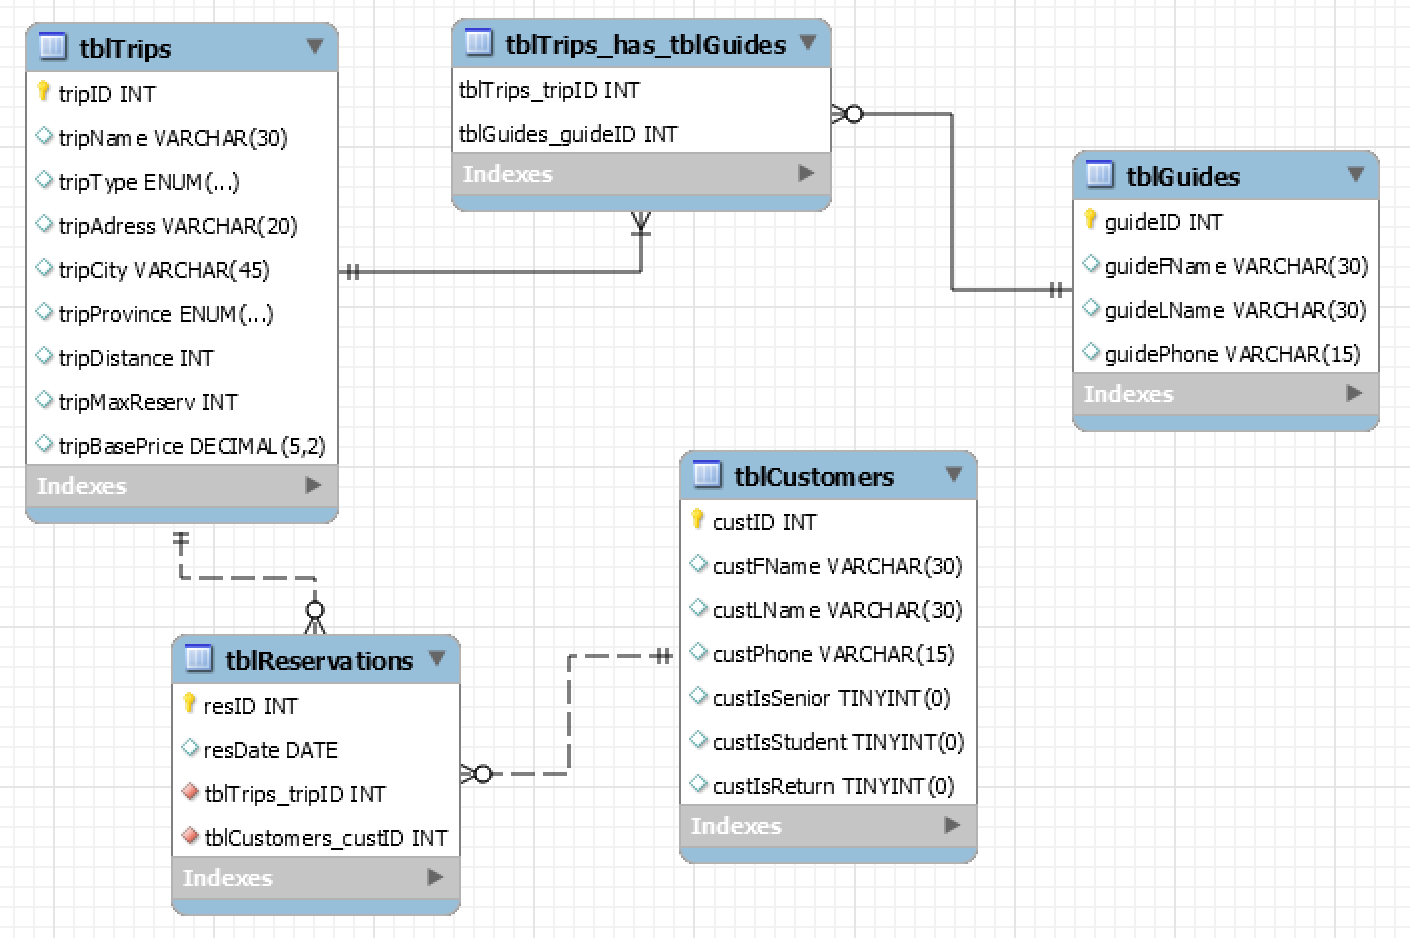 tblTrips
tripID INT
tripName VARCHAR(30)
tripType ENUM(...)
tripAdress VARCHAR(20)
tripCity VARCHAR(45)
tripProvince ENUM(...)
tripDistance INT
tripMaxReserv INT
tripBasePrice DECIMAL(5,2)
Indexes
tblTrips_has_tblGuides
tblTrips_tripID INT
tblGuides_guideID INT
Indexes
tblGuides
guideID INT
guideFName VARCHAR(30)
guideLName VARCHAR(30)
guidePhone VARCHAR(15)
Indexes
tblCustomers
custID INT
custFName VARCHAR(30)
custLName VARCHAR(30)
custPhone VARCHAR(15)
custIsSenior TINYINT(0)
custIsStudent TINYINT(0)
custIsReturn TINYINT(0)
Indexes
tblReservations
resID INT
resDate DATE
tblTrips_tripID INT
tblCustomers_custID INT
Indexes